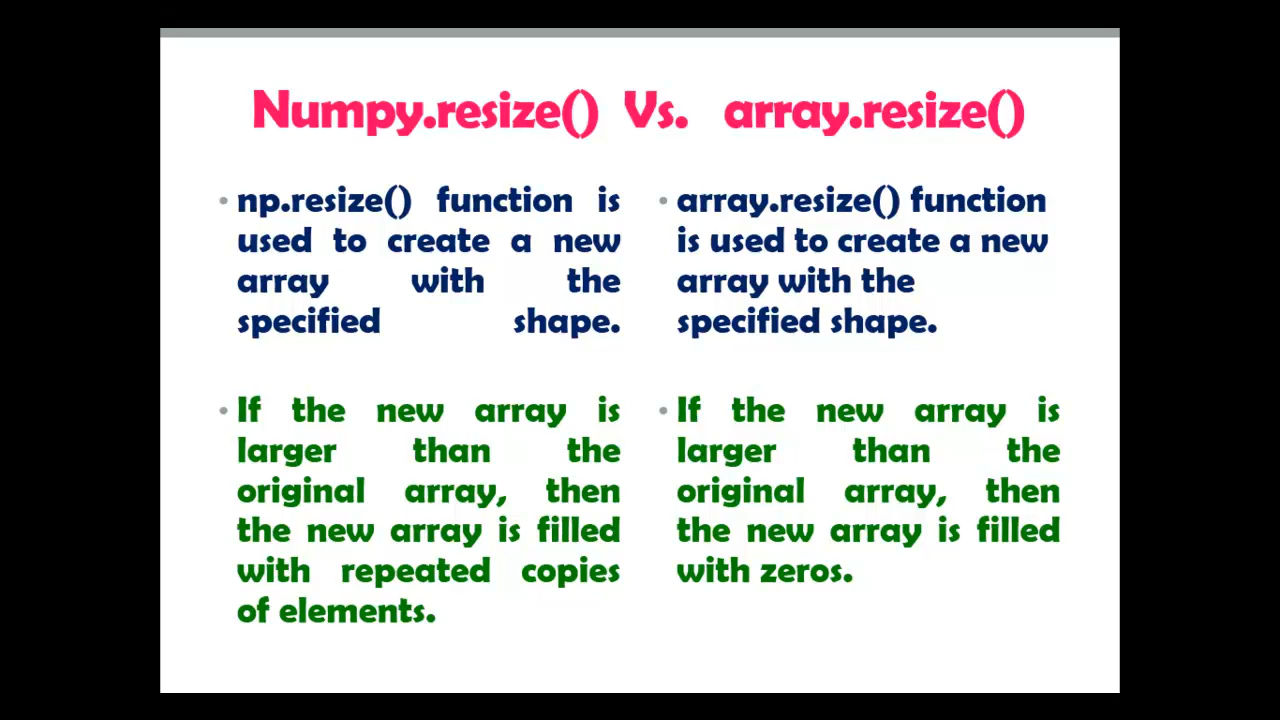 Numpy.resize() Vs. array.resize()
• np.resize() function is
used to create a new
array with the
specified shape.
• If the new array is
larger than the
original array, then
the new array is filled
with repeated copies
of elements.
• array.resize() function
is used to create a new
array with the
specified shape.
• If the new array is
larger than the
original array, then
the new array is filled
with zeros.